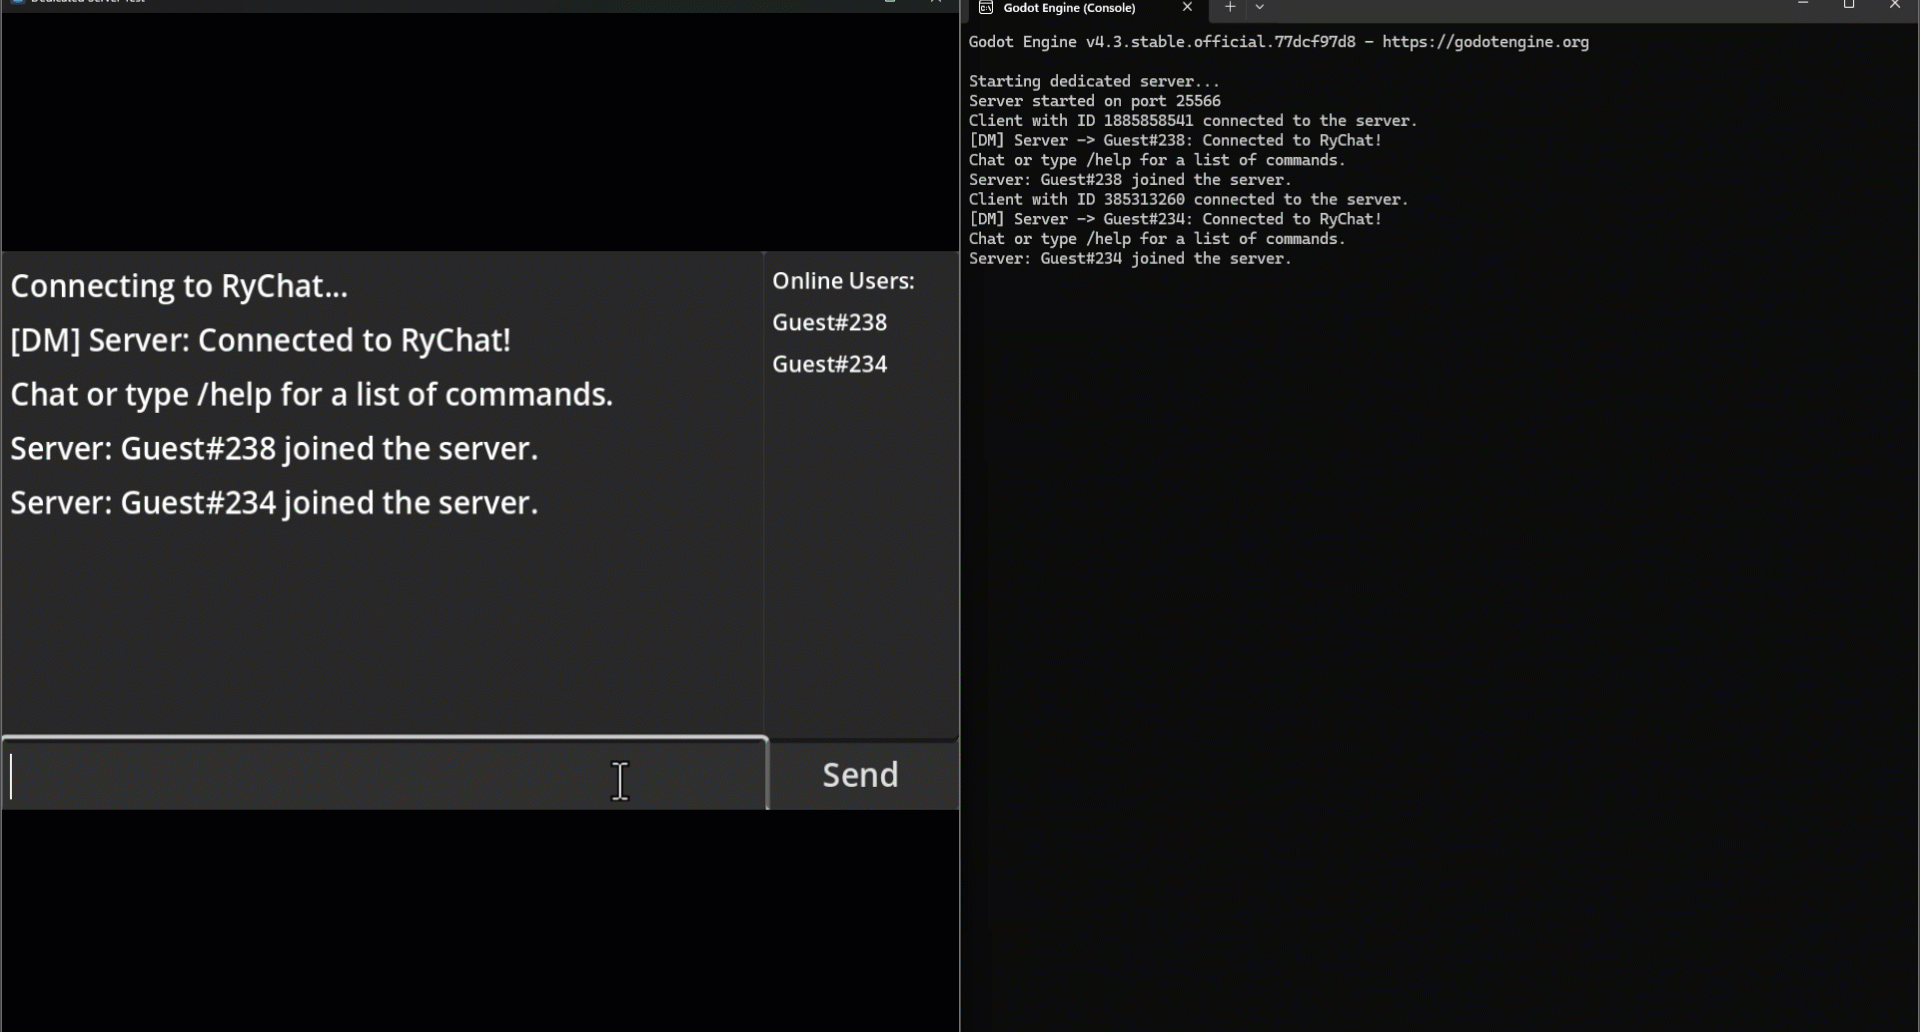 Dedicated Server Test
Connecting to RyChat...
[DM] Server: Connected to RyChat!
Chat or type /help for a list of commands.
Server: Guest#238 joined the server.
Server: Guest#234 joined the server.
Online Users:
Guest#238
Guest#234
Send
Godot Engine (Console)
Godot Engine v4.3.stable.official.77dcf97d8 - https://godotengine.org
Starting dedicated server...
Server started on port 25566
Client with ID 1885858541 connected to the server.
[DM] Server -> Guest#238: Connected to RyChat!
Chat or type /help for a list of commands.
Server: Guest#238 joined the server.
Client with ID 385313260 connected to the server.
[DM] Server -> Guest#234: Connected to RyChat!
Chat or type /help for a list of commands.
Server: Guest#234 joined the server.